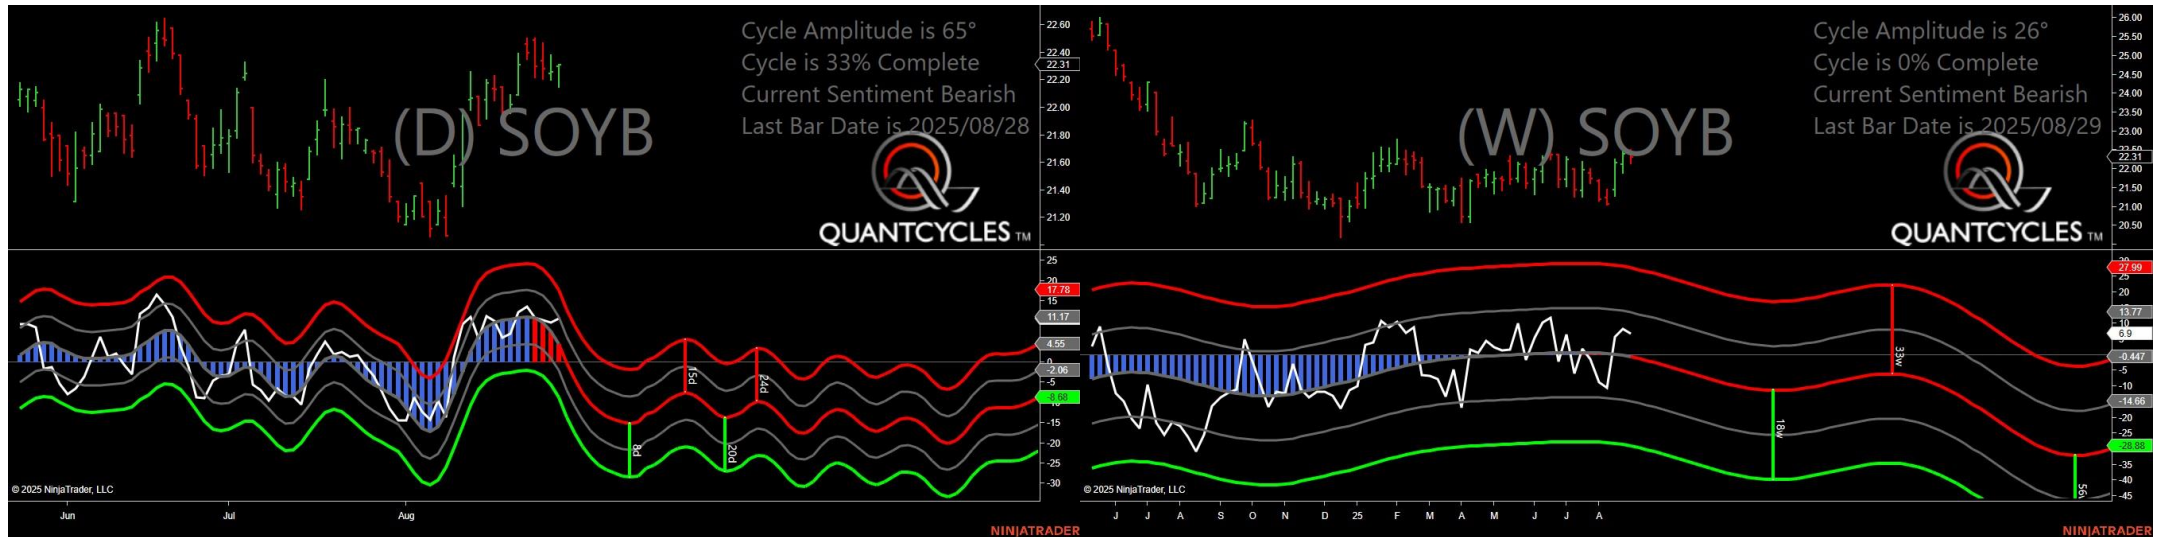 Cycle Amplitude is 65°
Cycle is 33% Complete
Current Sentiment Bearish
Last Bar Date is 2025/08/28
(D) SOYB
QUANTCYCLES TM
22.60
22.40
22.31
22.20
22.00
21.80
21.60
21.40
21.20
25
20
17.78
15
11.17
4.55
0
-2.06
-5
-8.68
-15
-20
-25
-30
15d
24d
8d
20d
© 2025 NinjaTrader, LLC
Jun
Jul
Aug
NINJATRADER
Cycle Amplitude is 26°
Cycle is 0% Complete
Current Sentiment Bearish
Last Bar Date is 2025/08/29
(W) SOYB
QUANTCYCLES TM
26.00
25.50
25.00
24.50
24.00
23.50
23.00
22.50
22.31
22.00
21.50
21.00
20.50
27.99
25
20
13.77
10
6.9
-0.447
-5
-10
-14.66
-20
-25
-28.88
-35
-40
-45
33w
18w
56w
© 2025 NinjaTrader, LLC
J
J
A
S
O
N
D
25
F
M
A
M
J
J
A
NINJATRADER